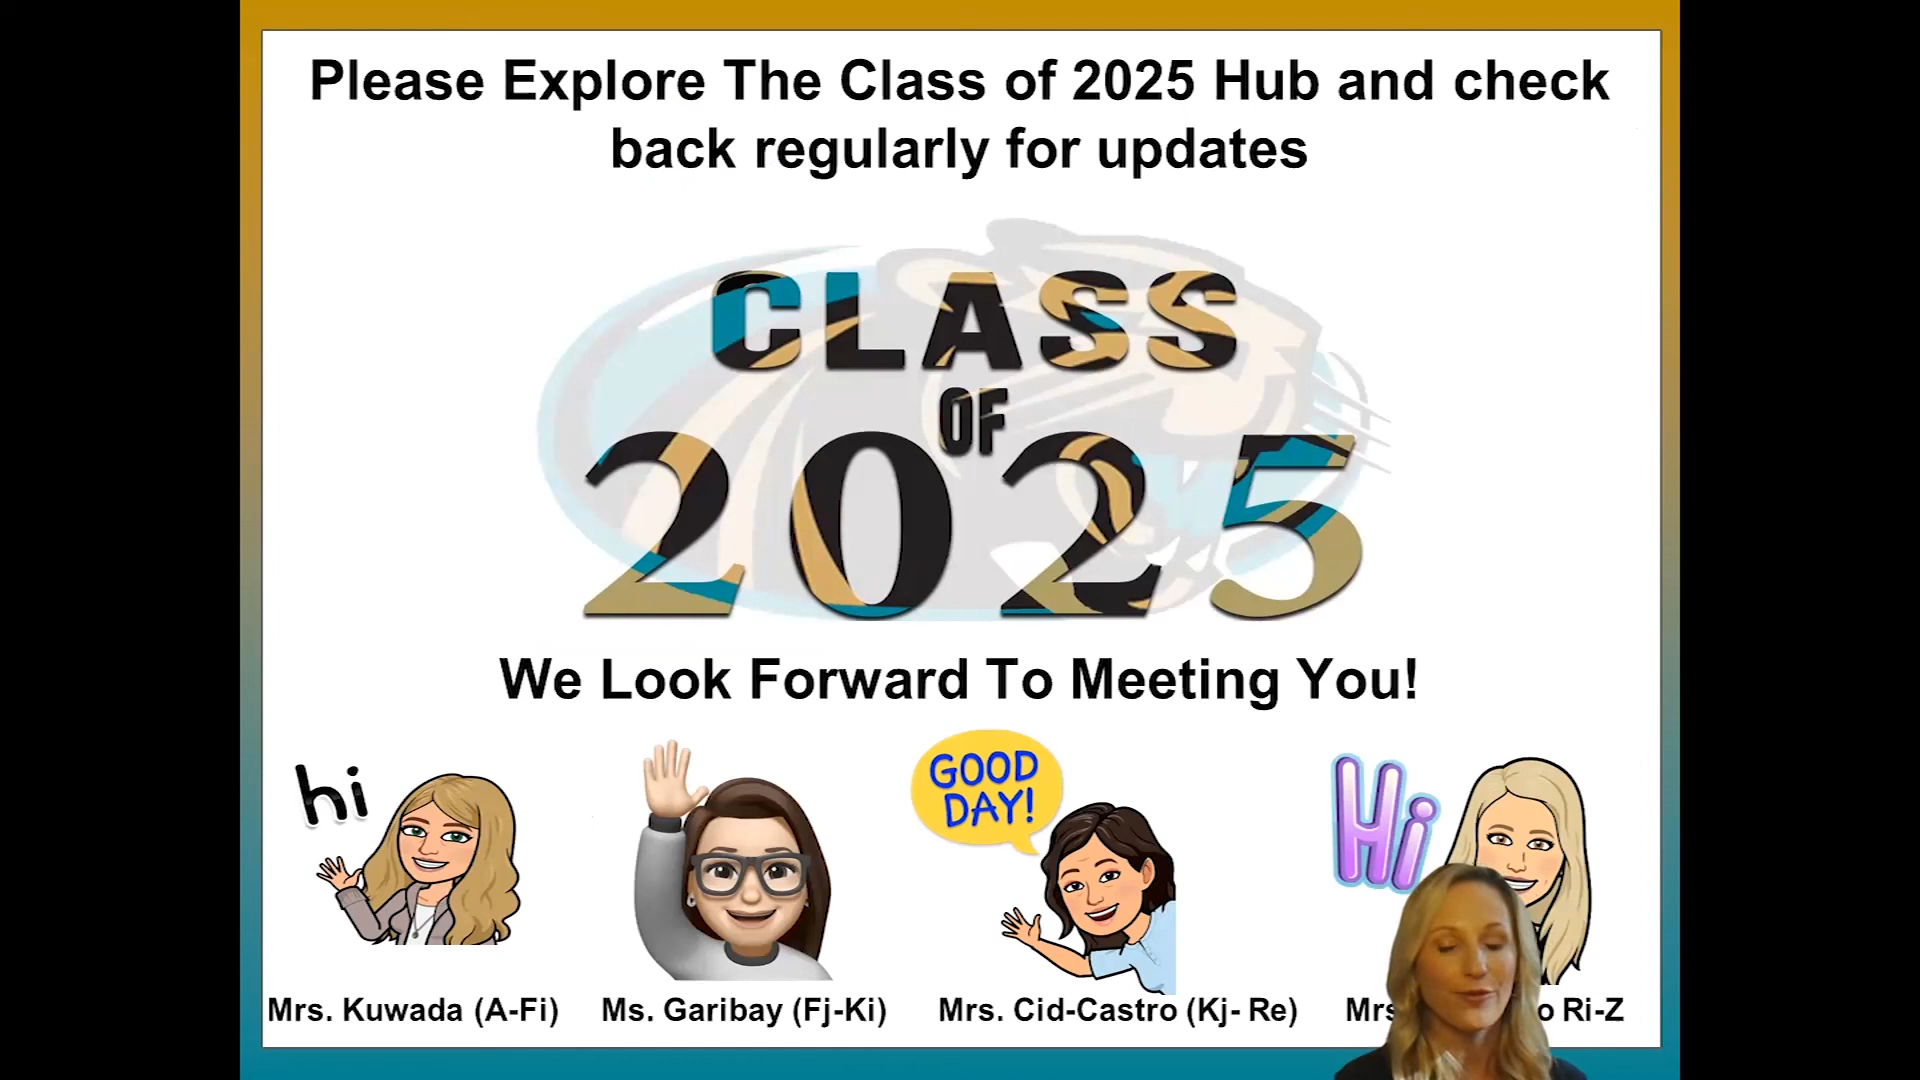 Please Explore The Class of 2025 Hub and check
back regularly for updates
CLASS
OF
2025
We Look Forward To Meeting You!
hi
GOOD
DAY!
Hi
Mrs. Kuwada (A-Fi)
Ms. Garibay (Fj-Ki)
Mrs. Cid-Castro (Kj- Re)
Ri-Z